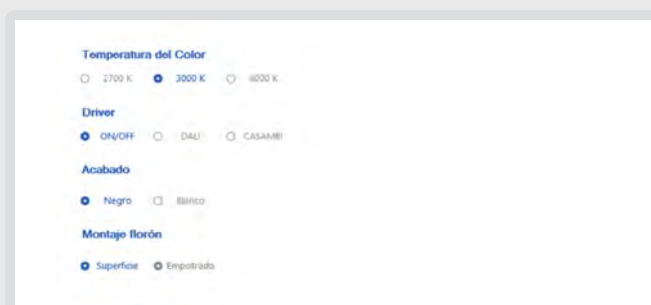 Temperatura del Color
2700 K 3000 K 4000 K
Driver
ON/OFF DALI CASAMBI
Acabado
Negro Blanco
Montaje florón
Superficie Empotrado